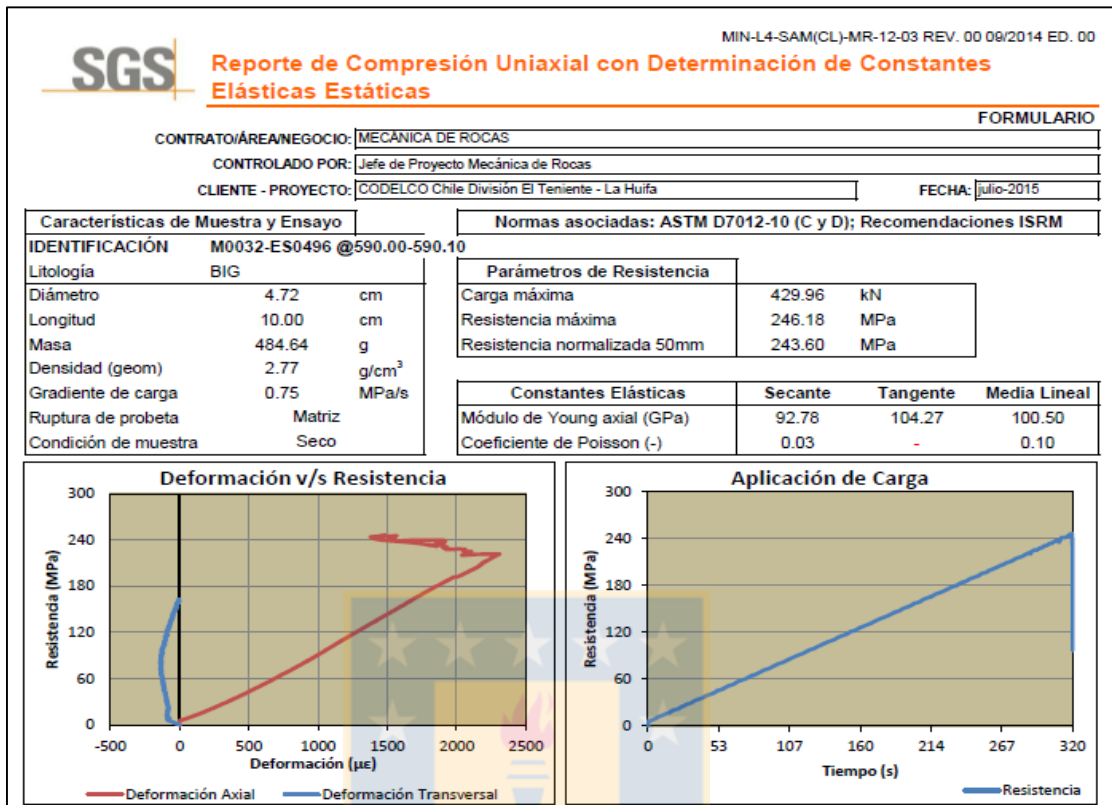 MIN-L4-SAM(CL)-MR-12-03 REV. 00 09/2014 ED. 00
SGS
Reporte de Compresión Uniaxial con Determinación de Constantes
Elásticas Estáticas
FORMULARIO
CONTRATO/ÁREA/NEGOCIO: MECÁNICA DE ROCAS
CONTROLADO POR: Jefe de Proyecto Mecánica de Rocas
CLIENTE - PROYECTO: CODELCO Chile División El Teniente - La Huifa FECHA: julio-2015
Características de Muestra y Ensayo
IDENTIFICACIÓN M0032-ES0496 @590.00-590.10
Litología BIG
Diámetro 4.72 cm
Longitud 10.00 cm
Masa 484.64 g
Densidad (geom) 2.77 g/cm³
Gradiente de carga 0.75 MPa/s
Ruptura de probeta Matriz
Condición de muestra Seco
Normas asociadas: ASTM D7012-10 (C y D); Recomendaciones ISRM
Parámetros de Resistencia
Carga máxima 429.96 kN
Resistencia máxima 246.18 MPa
Resistencia normalizada 50mm 243.60 MPa
Constantes Elásticas Secante Tangente Media Lineal
Módulo de Young axial (GPa) 92.78 104.27 100.50
Coeficiente de Poisson (-) 0.03 - 0.10
Deformación v/s Resistencia
Resistencia (MPa)
300
240
180
120
60
0
-500 0 500 1000 1500 2000 2500
Deformación (µε)
Deformación Axial Deformación Transversal
Aplicación de Carga
Resistencia (MPa)
300
240
180
120
60
0
0 53 107 160 214 267 320
Tiempo (s)
Resistencia